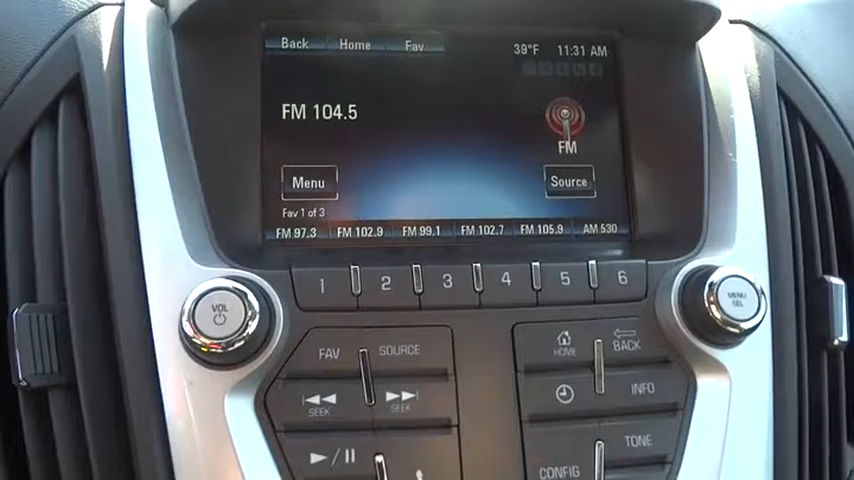 Back Home Fav 39°F 11:31 AM
FM 104.5
FM
Menu Source
Fav 1 of 3
FM 97.3 FM 102.9 FM 99.1 FM 102.7 FM 105.9 AM 530
1 2 3 4 5 6
VOL
MENU
SEL
FAV SOURCE
HOME BACK
SEEK SEEK
INFO
TONE
CONFIG